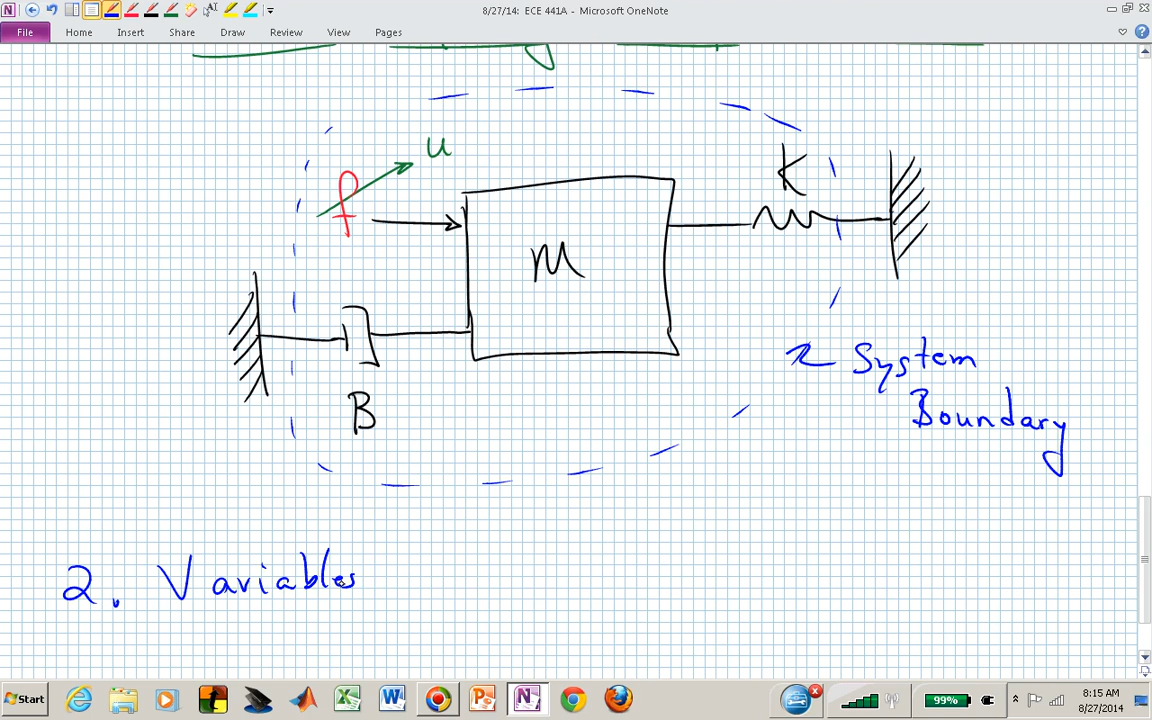 8/27/14: ECE 441A - Microsoft OneNote
File Home Insert Share Draw Review View Pages
u
f
K
M
B
System
Boundary
2. Variables
Start
99%
8:15 AM
8/27/2014